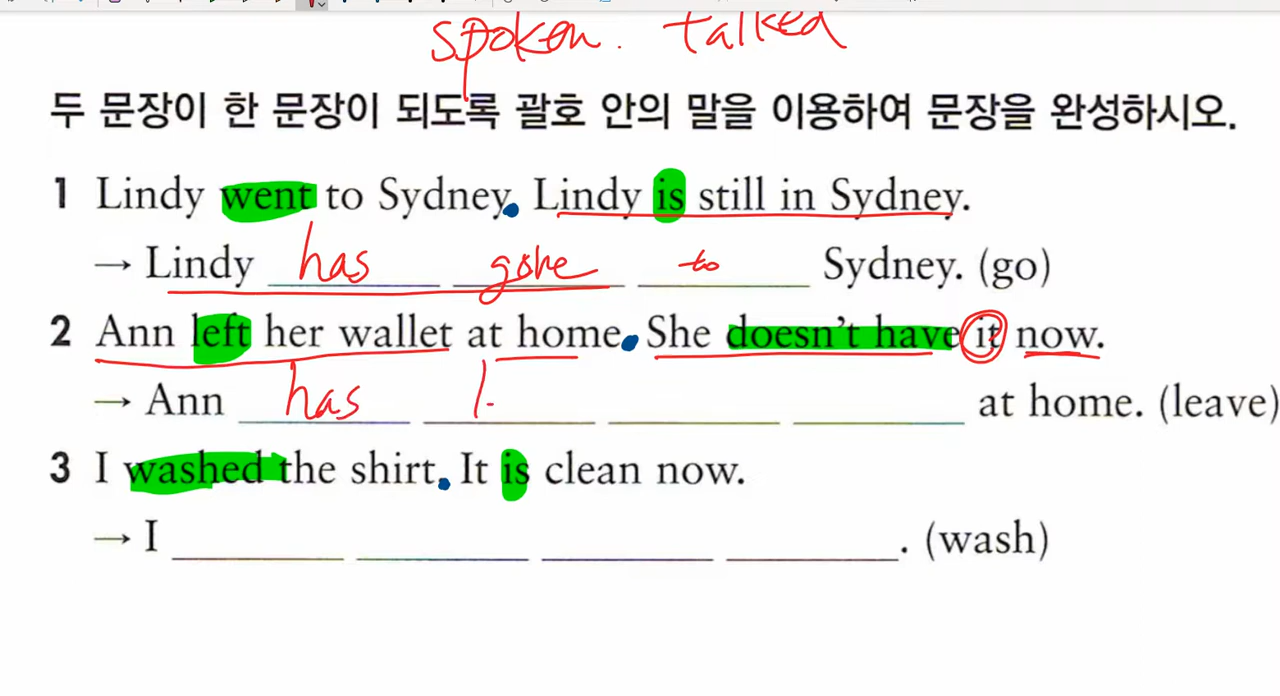 spoken. talked
두 문장이 한 문장이 되도록 괄호 안의 말을 이용하여 문장을 완성하시오.
1 Lindy went to Sydney. Lindy is still in Sydney.
→ Lindy has gone to Sydney. (go)
2 Ann left her wallet at home. She doesn't have it now.
→ Ann has l at home. (leave)
3 I washed the shirt. It is clean now.
→ I . (wash)